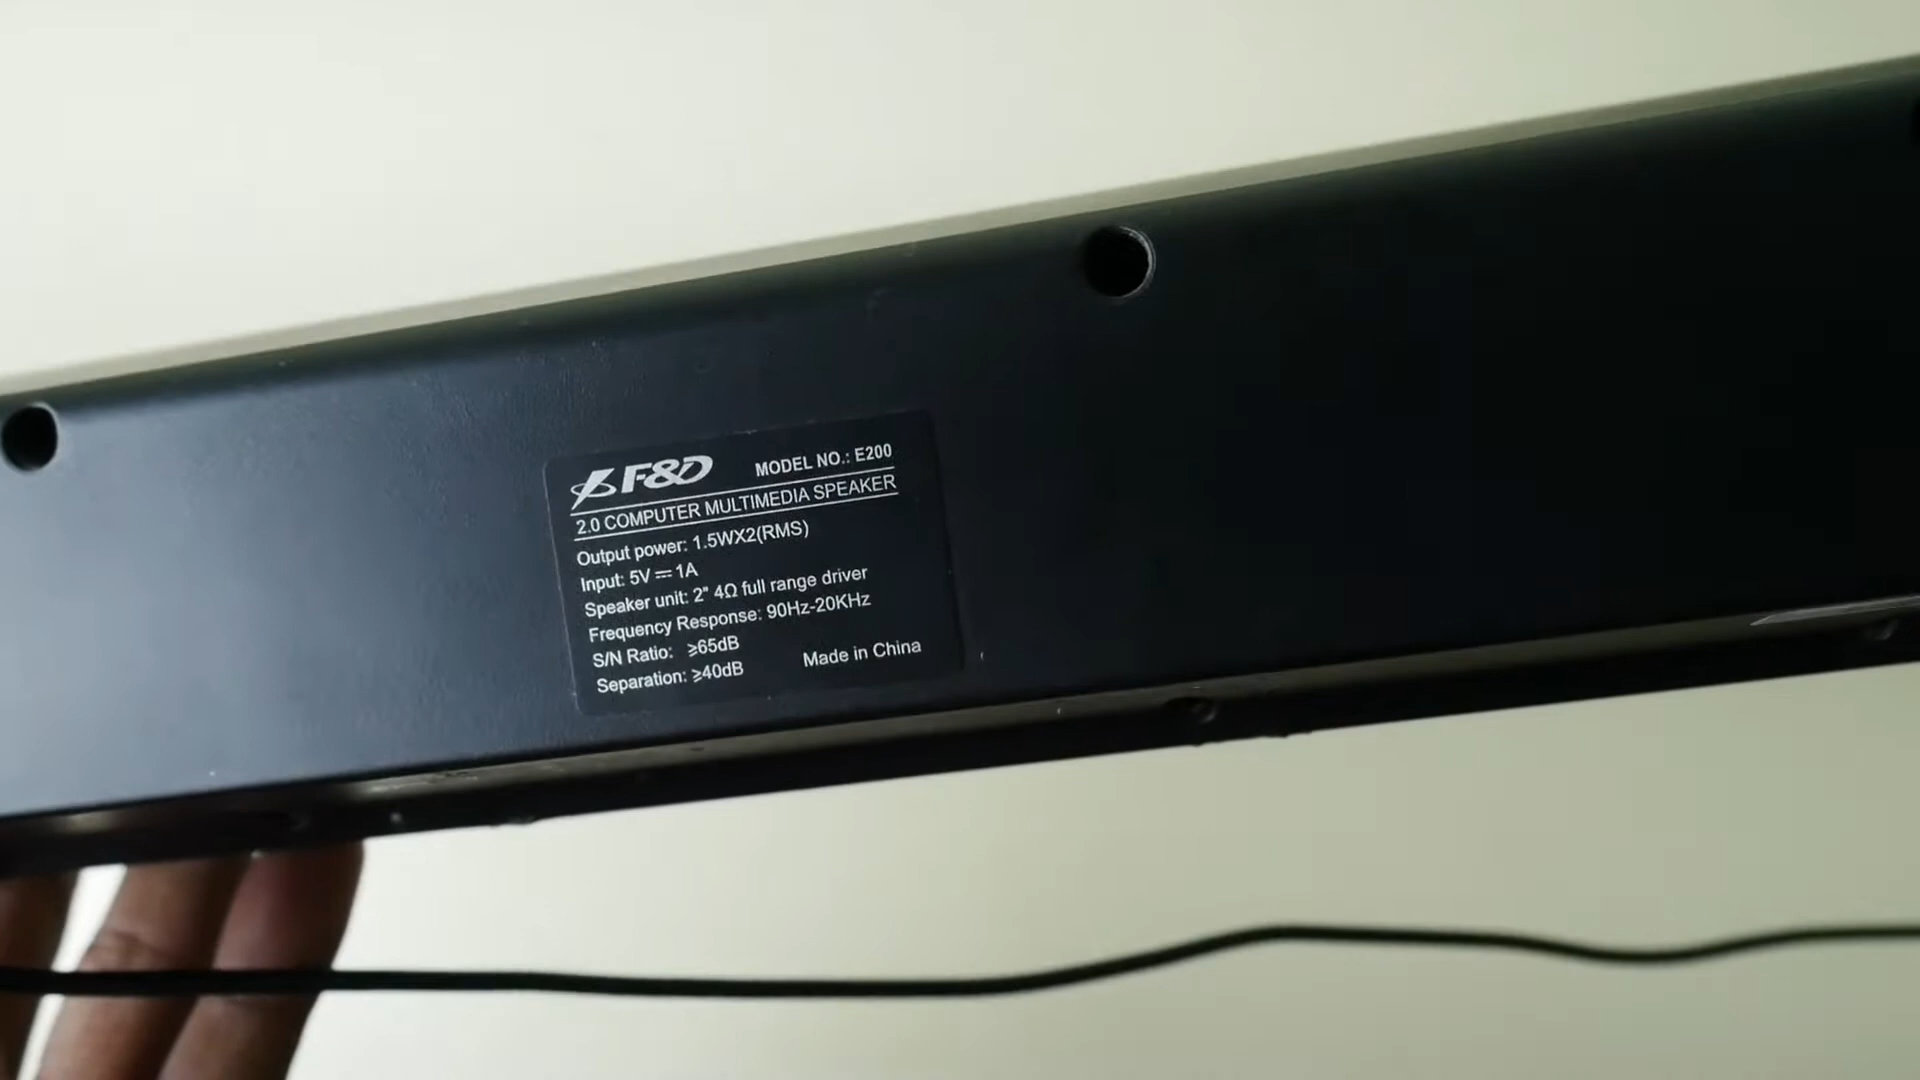 F&D MODEL NO.: E200
2.0 COMPUTER MULTIMEDIA SPEAKER
Output power: 1.5WX2(RMS)
Input: 5V⎓1A
Speaker unit: 2" 4Ω full range driver
Frequency Response: 90Hz-20KHz
S/N Ratio: ≥65dB
Separation: ≥40dB Made in China